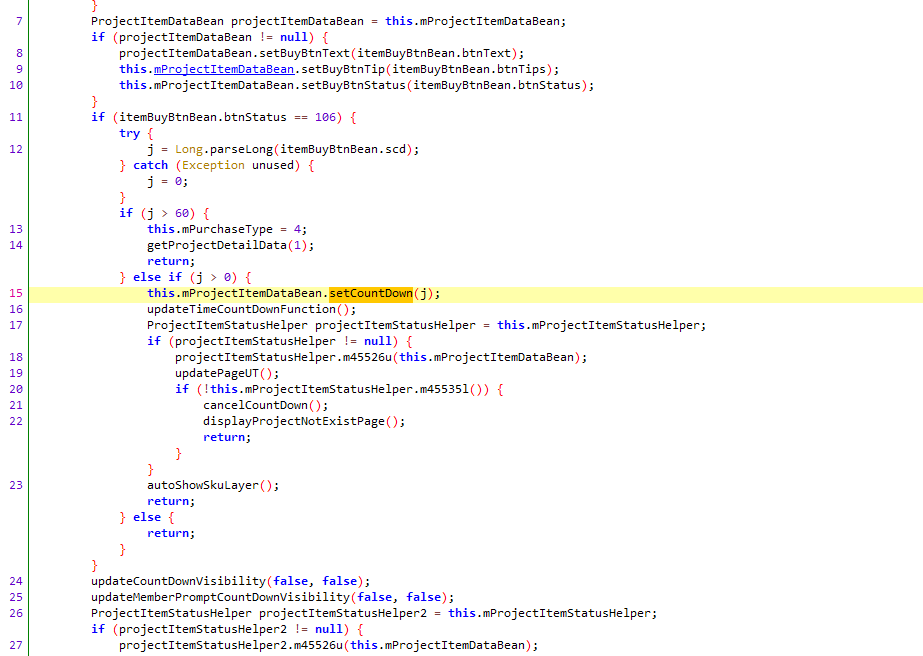 }
7 ProjectItemDataBean projectItemDataBean = this.mProjectItemDataBean;
if (projectItemDataBean != null) {
8 projectItemDataBean.setBuyBtnText(itemBuyBtnBean.btnText);
9 this.mProjectItemDataBean.setBuyBtnTip(itemBuyBtnBean.btnTips);
10 this.mProjectItemDataBean.setBuyBtnStatus(itemBuyBtnBean.btnStatus);
}
11 if (itemBuyBtnBean.btnStatus == 106) {
try {
12 j = Long.parseLong(itemBuyBtnBean.scd);
} catch (Exception unused) {
j = 0;
}
if (j > 60) {
13 this.mPurchaseType = 4;
14 getProjectDetailData(1);
return;
} else if (j > 0) {
15 this.mProjectItemDataBean.setCountDown(j);
16 updateTimeCountDownFunction();
17 ProjectItemStatusHelper projectItemStatusHelper = this.mProjectItemStatusHelper;
if (projectItemStatusHelper != null) {
18 projectItemStatusHelper.m45526u(this.mProjectItemDataBean);
19 updatePageUT();
20 if (!this.mProjectItemStatusHelper.m45535l()) {
21 cancelCountDown();
22 displayProjectNotExistPage();
return;
}
}
23 autoShowSkuLayer();
return;
} else {
return;
}
}
24 updateCountDownVisibility(false, false);
25 updateMemberPromptCountDownVisibility(false, false);
26 ProjectItemStatusHelper projectItemStatusHelper2 = this.mProjectItemStatusHelper;
if (projectItemStatusHelper2 != null) {
27 projectItemStatusHelper2.m45526u(this.mProjectItemDataBean);